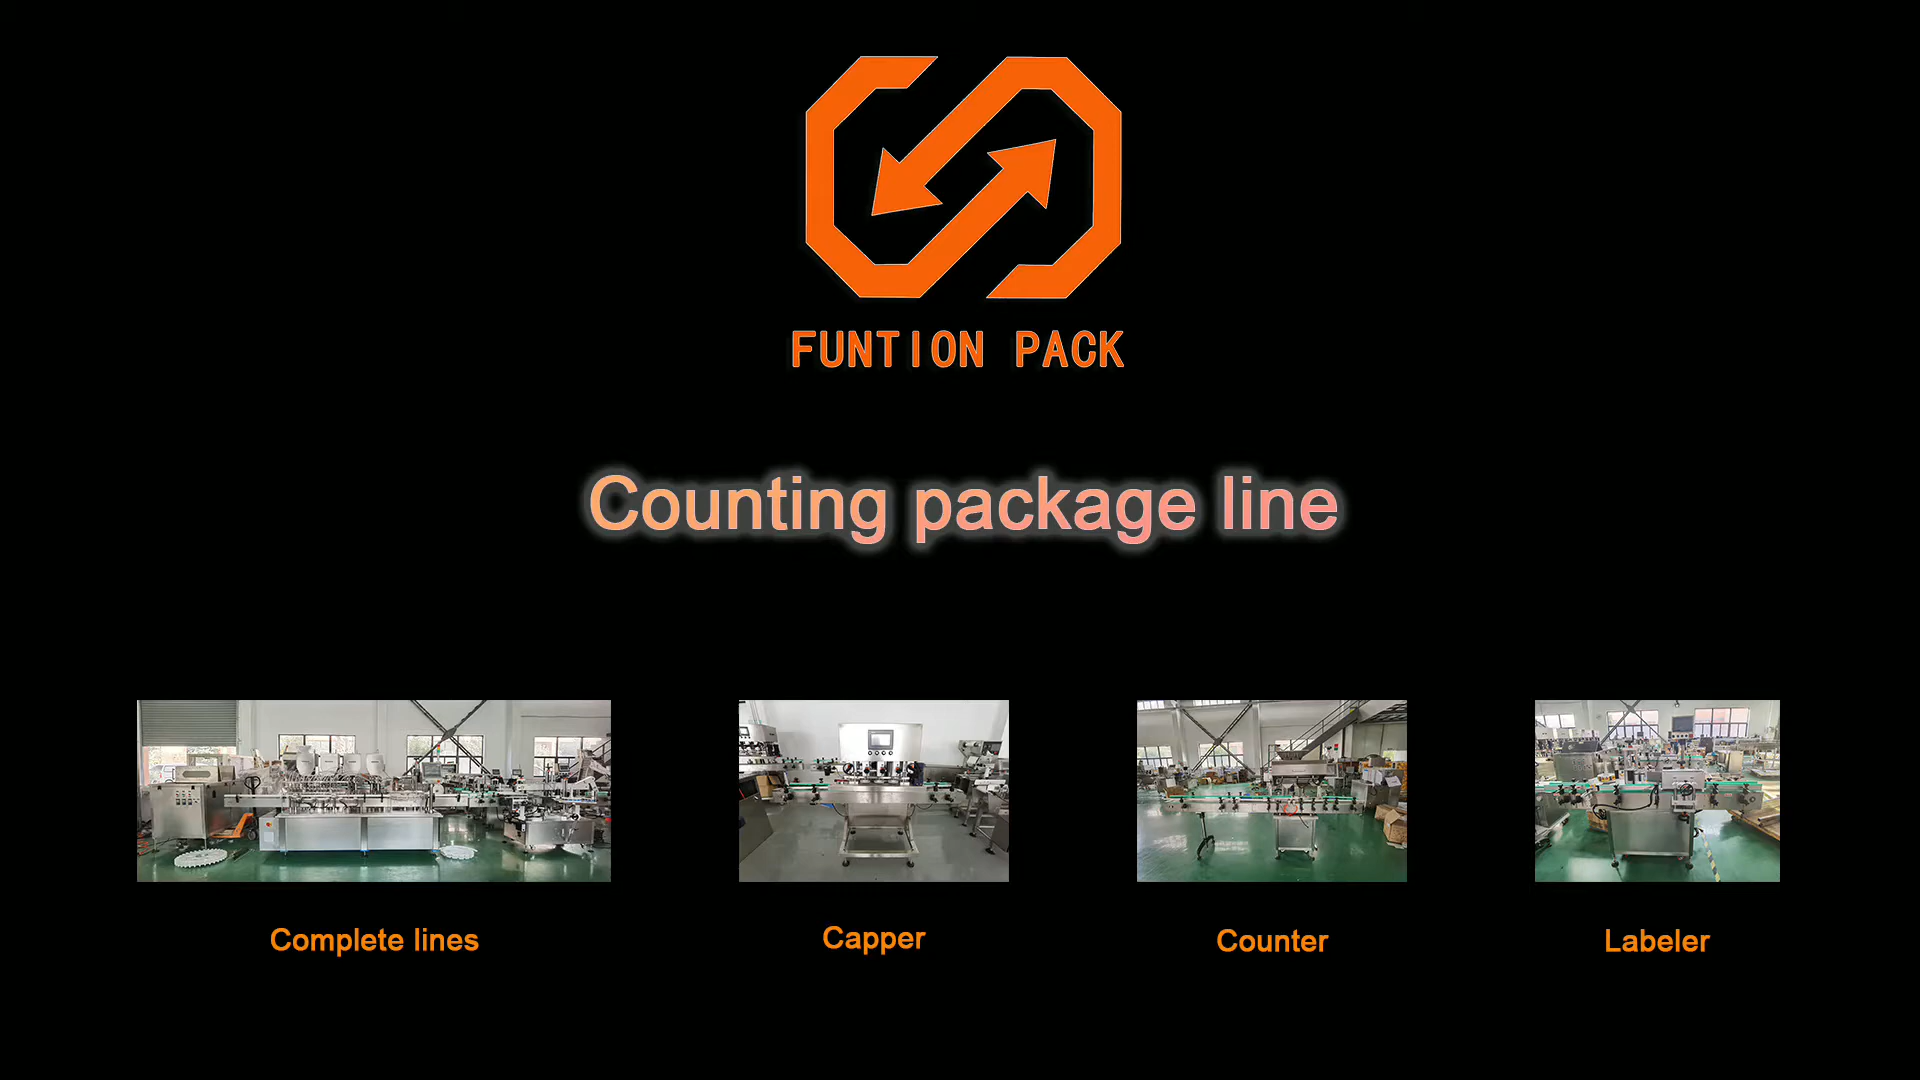 FUNTION PACK
Counting package line
Complete lines
Capper
Counter
Labeler